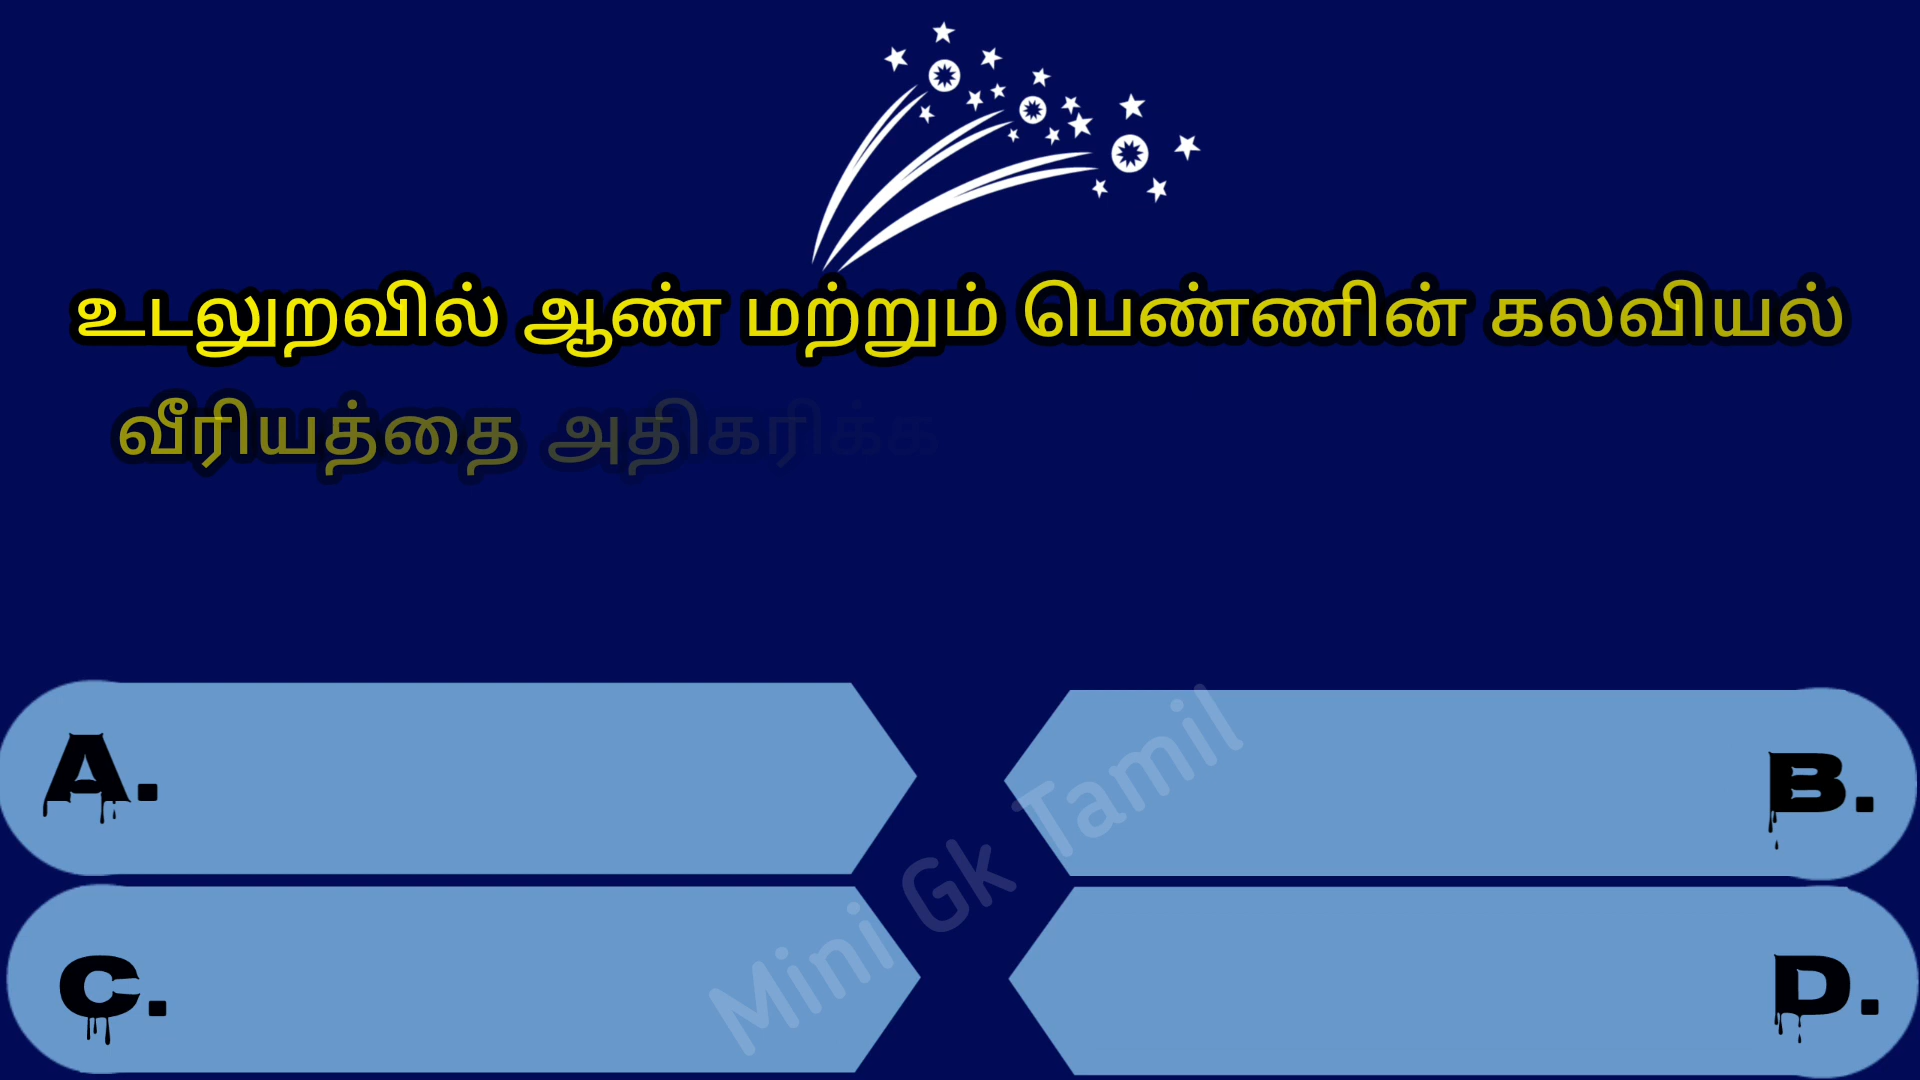 உடலுறவில் ஆண் மற்றும் பெண்ணின் கலவியல்
வீரியத்தை அதிகரிக்க
A.
B.
C.
D.
Mini Gk Tamil